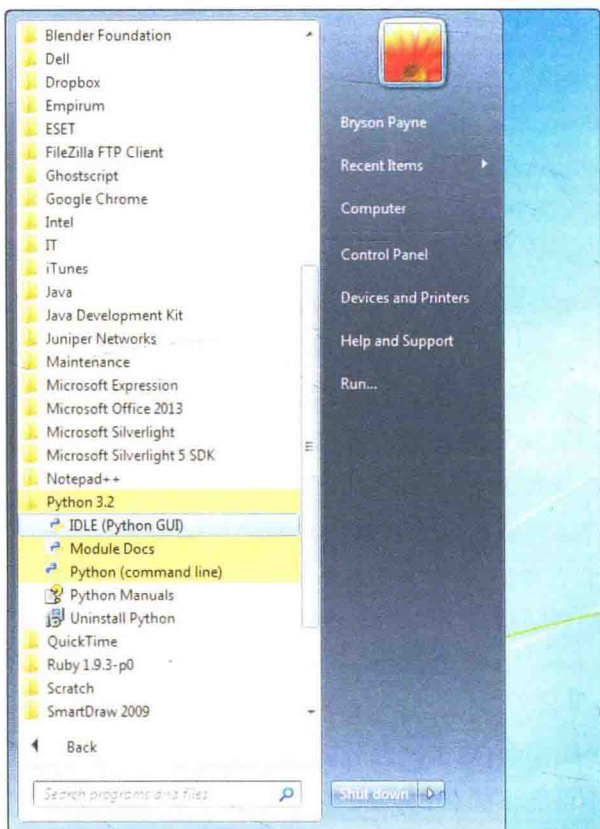 Blender Foundation
Dell
Dropbox
Empirum
ESET
FileZilla FTP Client
Ghostscript
Google Chrome
Intel
IT
iTunes
Java
Java Development Kit
Juniper Networks
Maintenance
Microsoft Expression
Microsoft Office 2013
Microsoft Silverlight
Microsoft Silverlight 5 SDK
Notepad++
Python 3.2
IDLE (Python GUI)
Module Docs
Python (command line)
Python Manuals
Uninstall Python
QuickTime
Ruby 1.9.3-p0
Scratch
SmartDraw 2009
Back
Search programs and files
Bryson Payne
Recent Items
Computer
Control Panel
Devices and Printers
Help and Support
Run...
Shut down